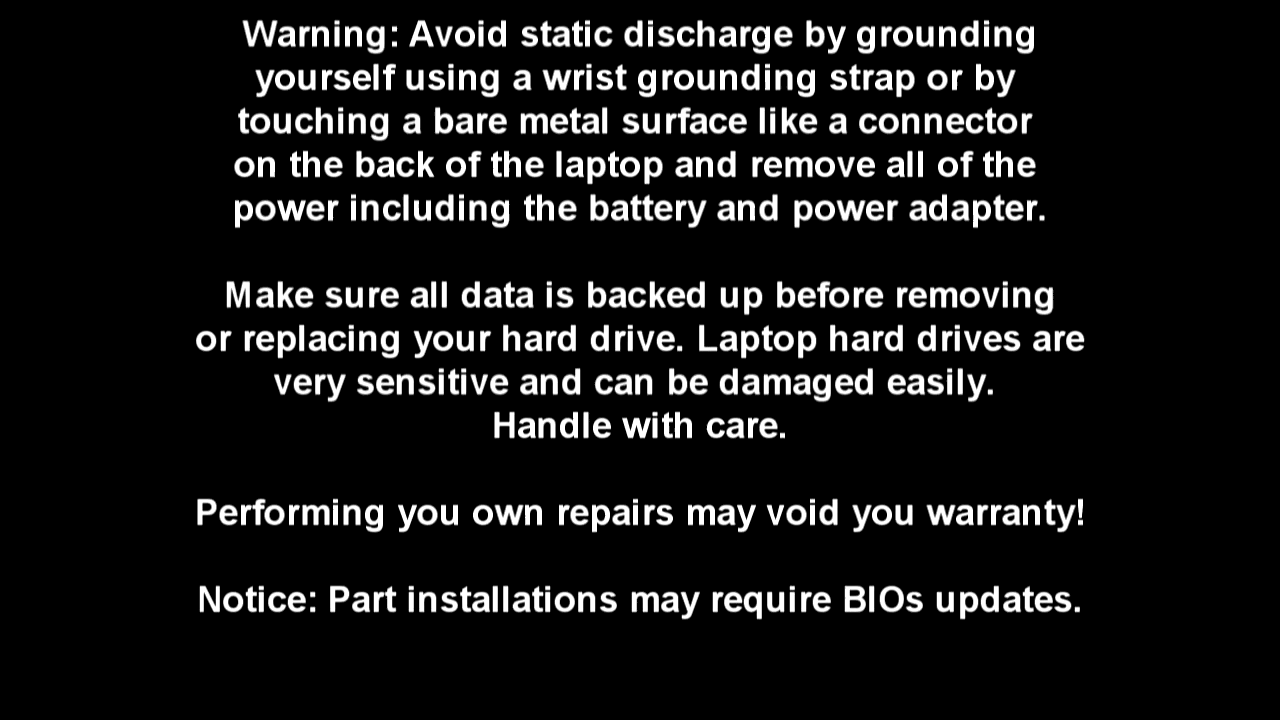 Warning: Avoid static discharge by grounding
yourself using a wrist grounding strap or by
touching a bare metal surface like a connector
on the back of the laptop and remove all of the
power including the battery and power adapter.
Make sure all data is backed up before removing
or replacing your hard drive. Laptop hard drives are
very sensitive and can be damaged easily.
Handle with care.
Performing you own repairs may void you warranty!
Notice: Part installations may require BIOs updates.